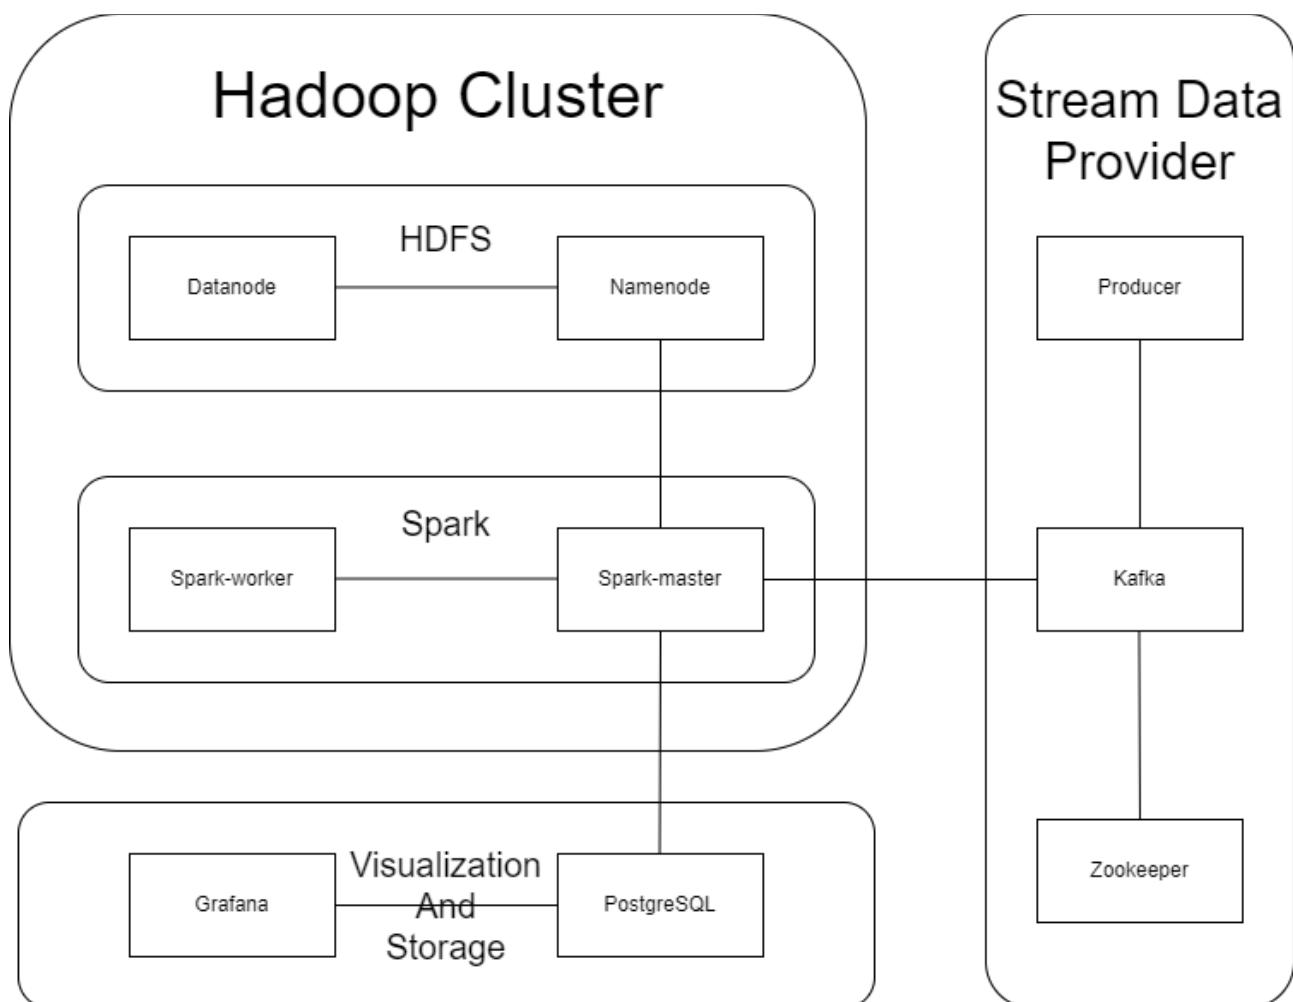 Hadoop Cluster
HDFS
Datanode
Namenode
Spark
Spark-worker
Spark-master
Visualization
And
Storage
Grafana
PostgreSQL
Stream Data
Provider
Producer
Kafka
Zookeeper